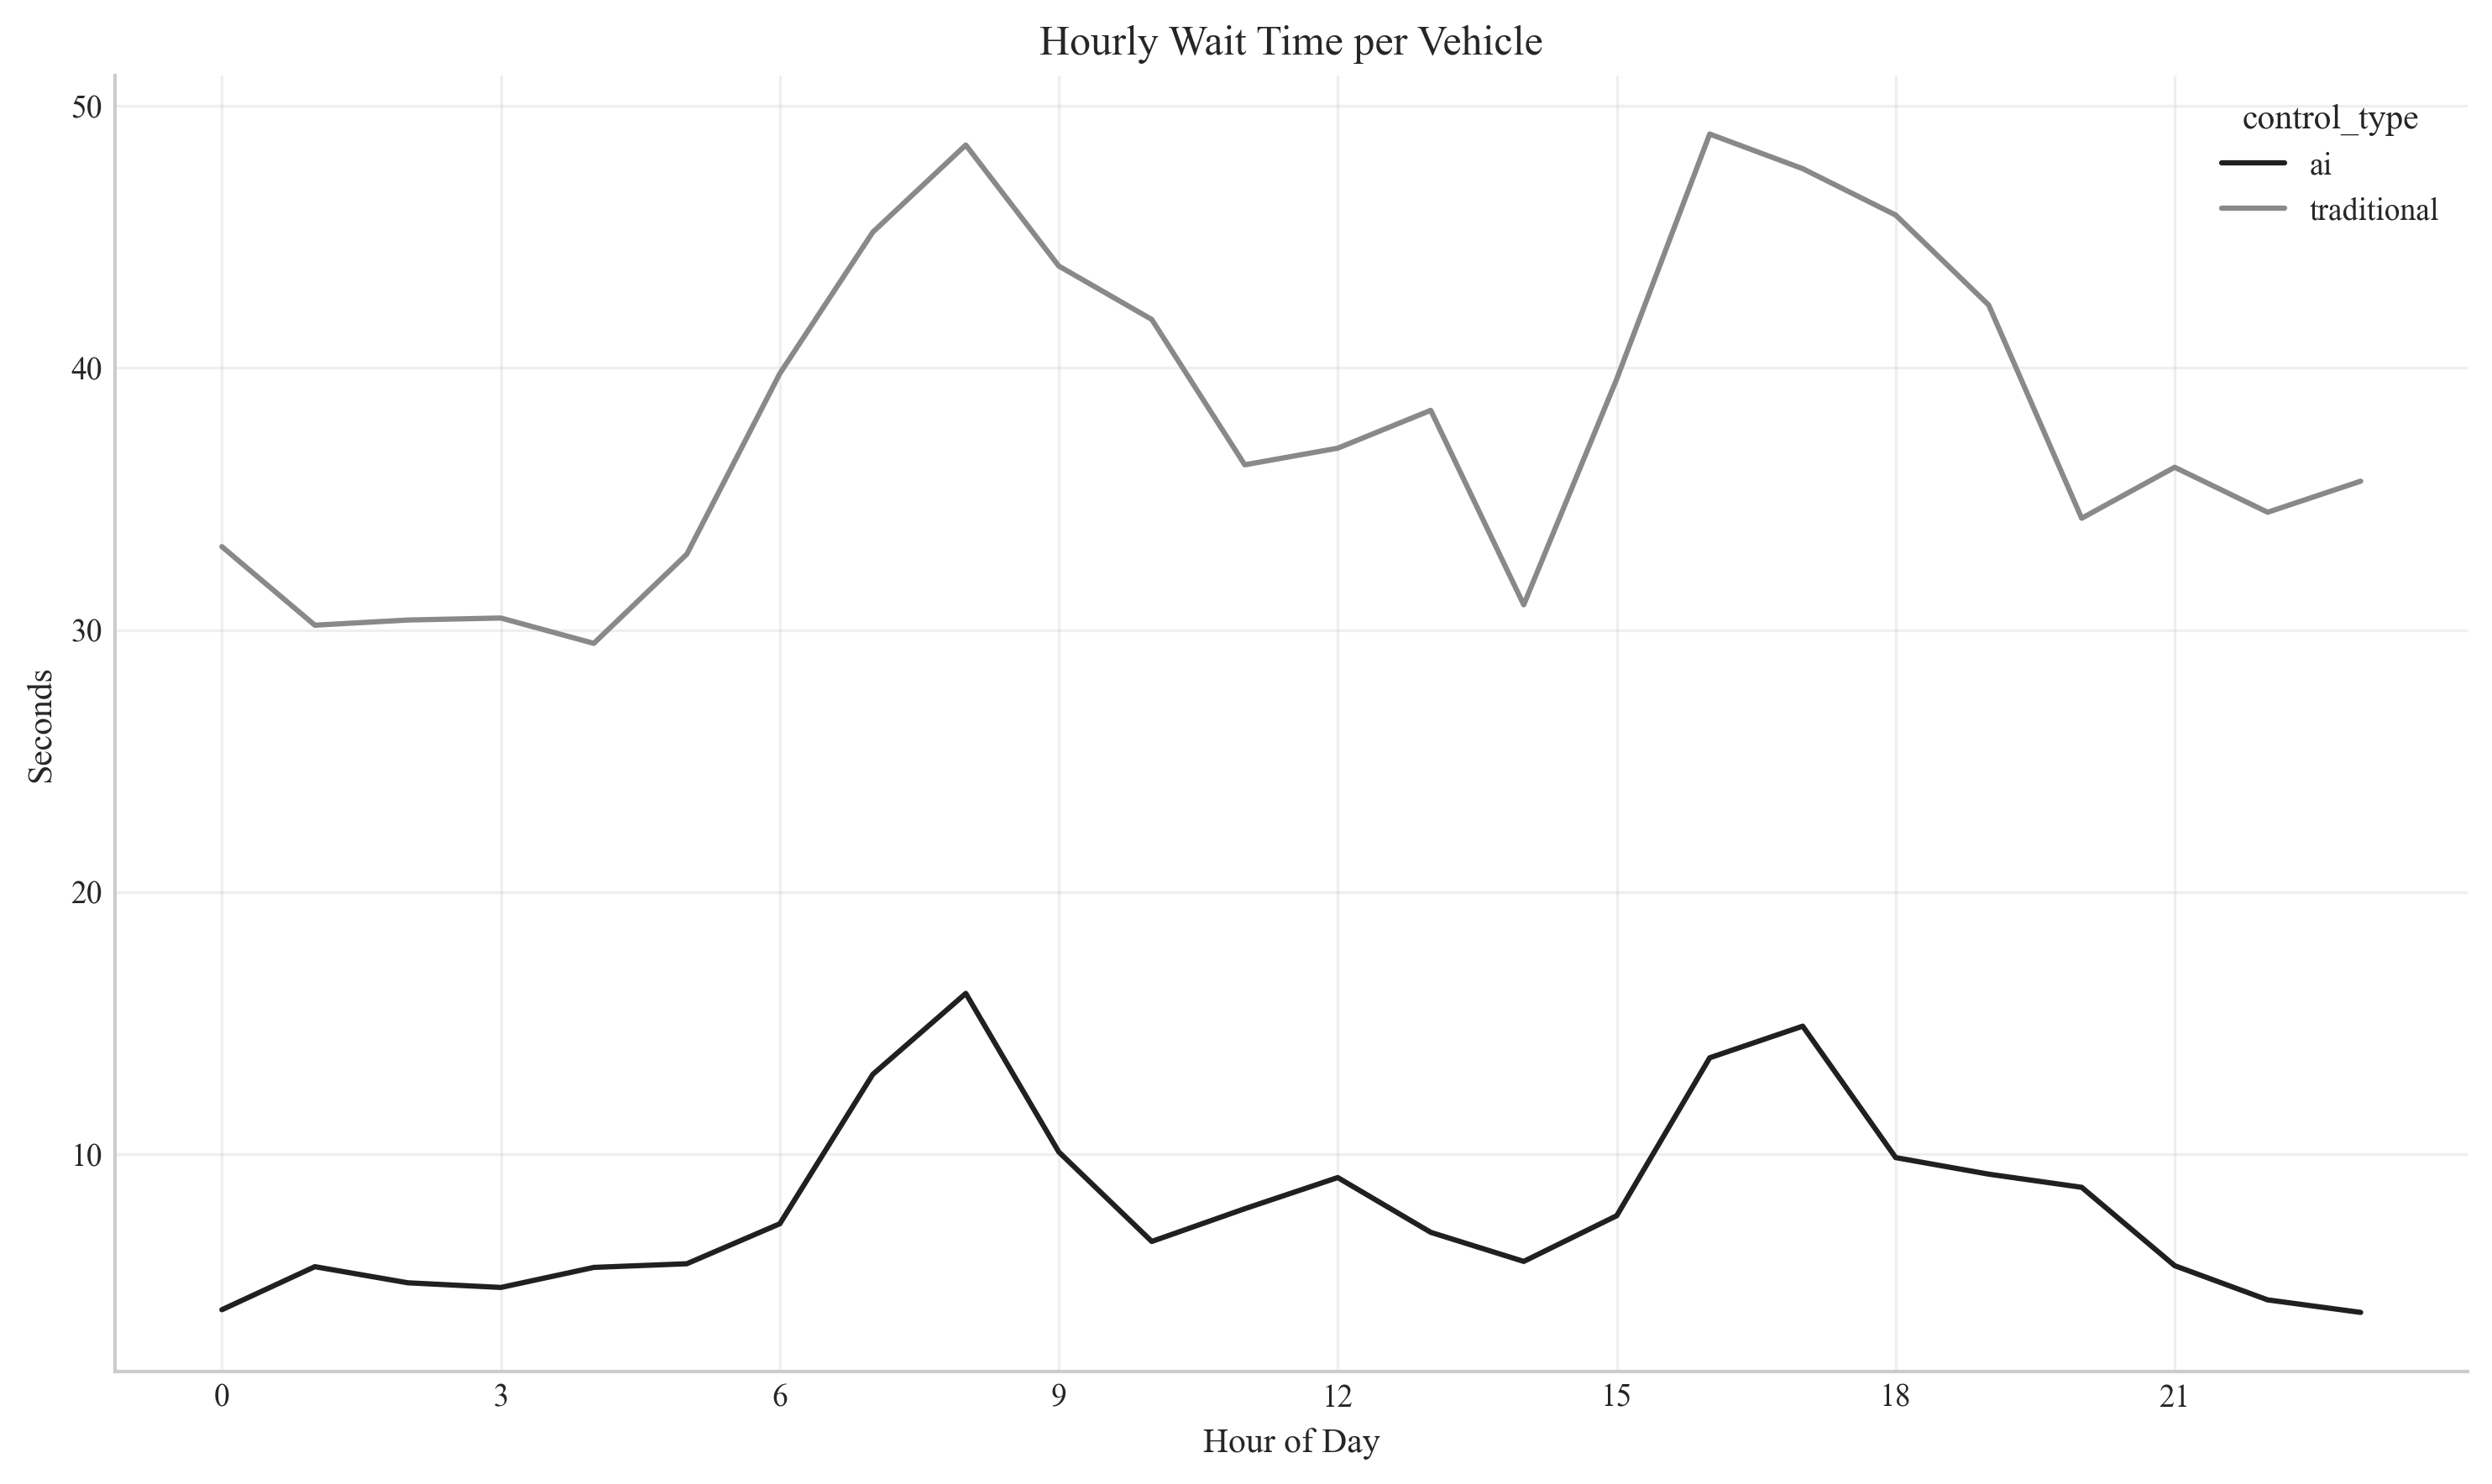 Hourly Wait Time per Vehicle
50
40
30
20
10
Seconds
control_type
ai
traditional
0 3 6 9 12 15 18 21
Hour of Day